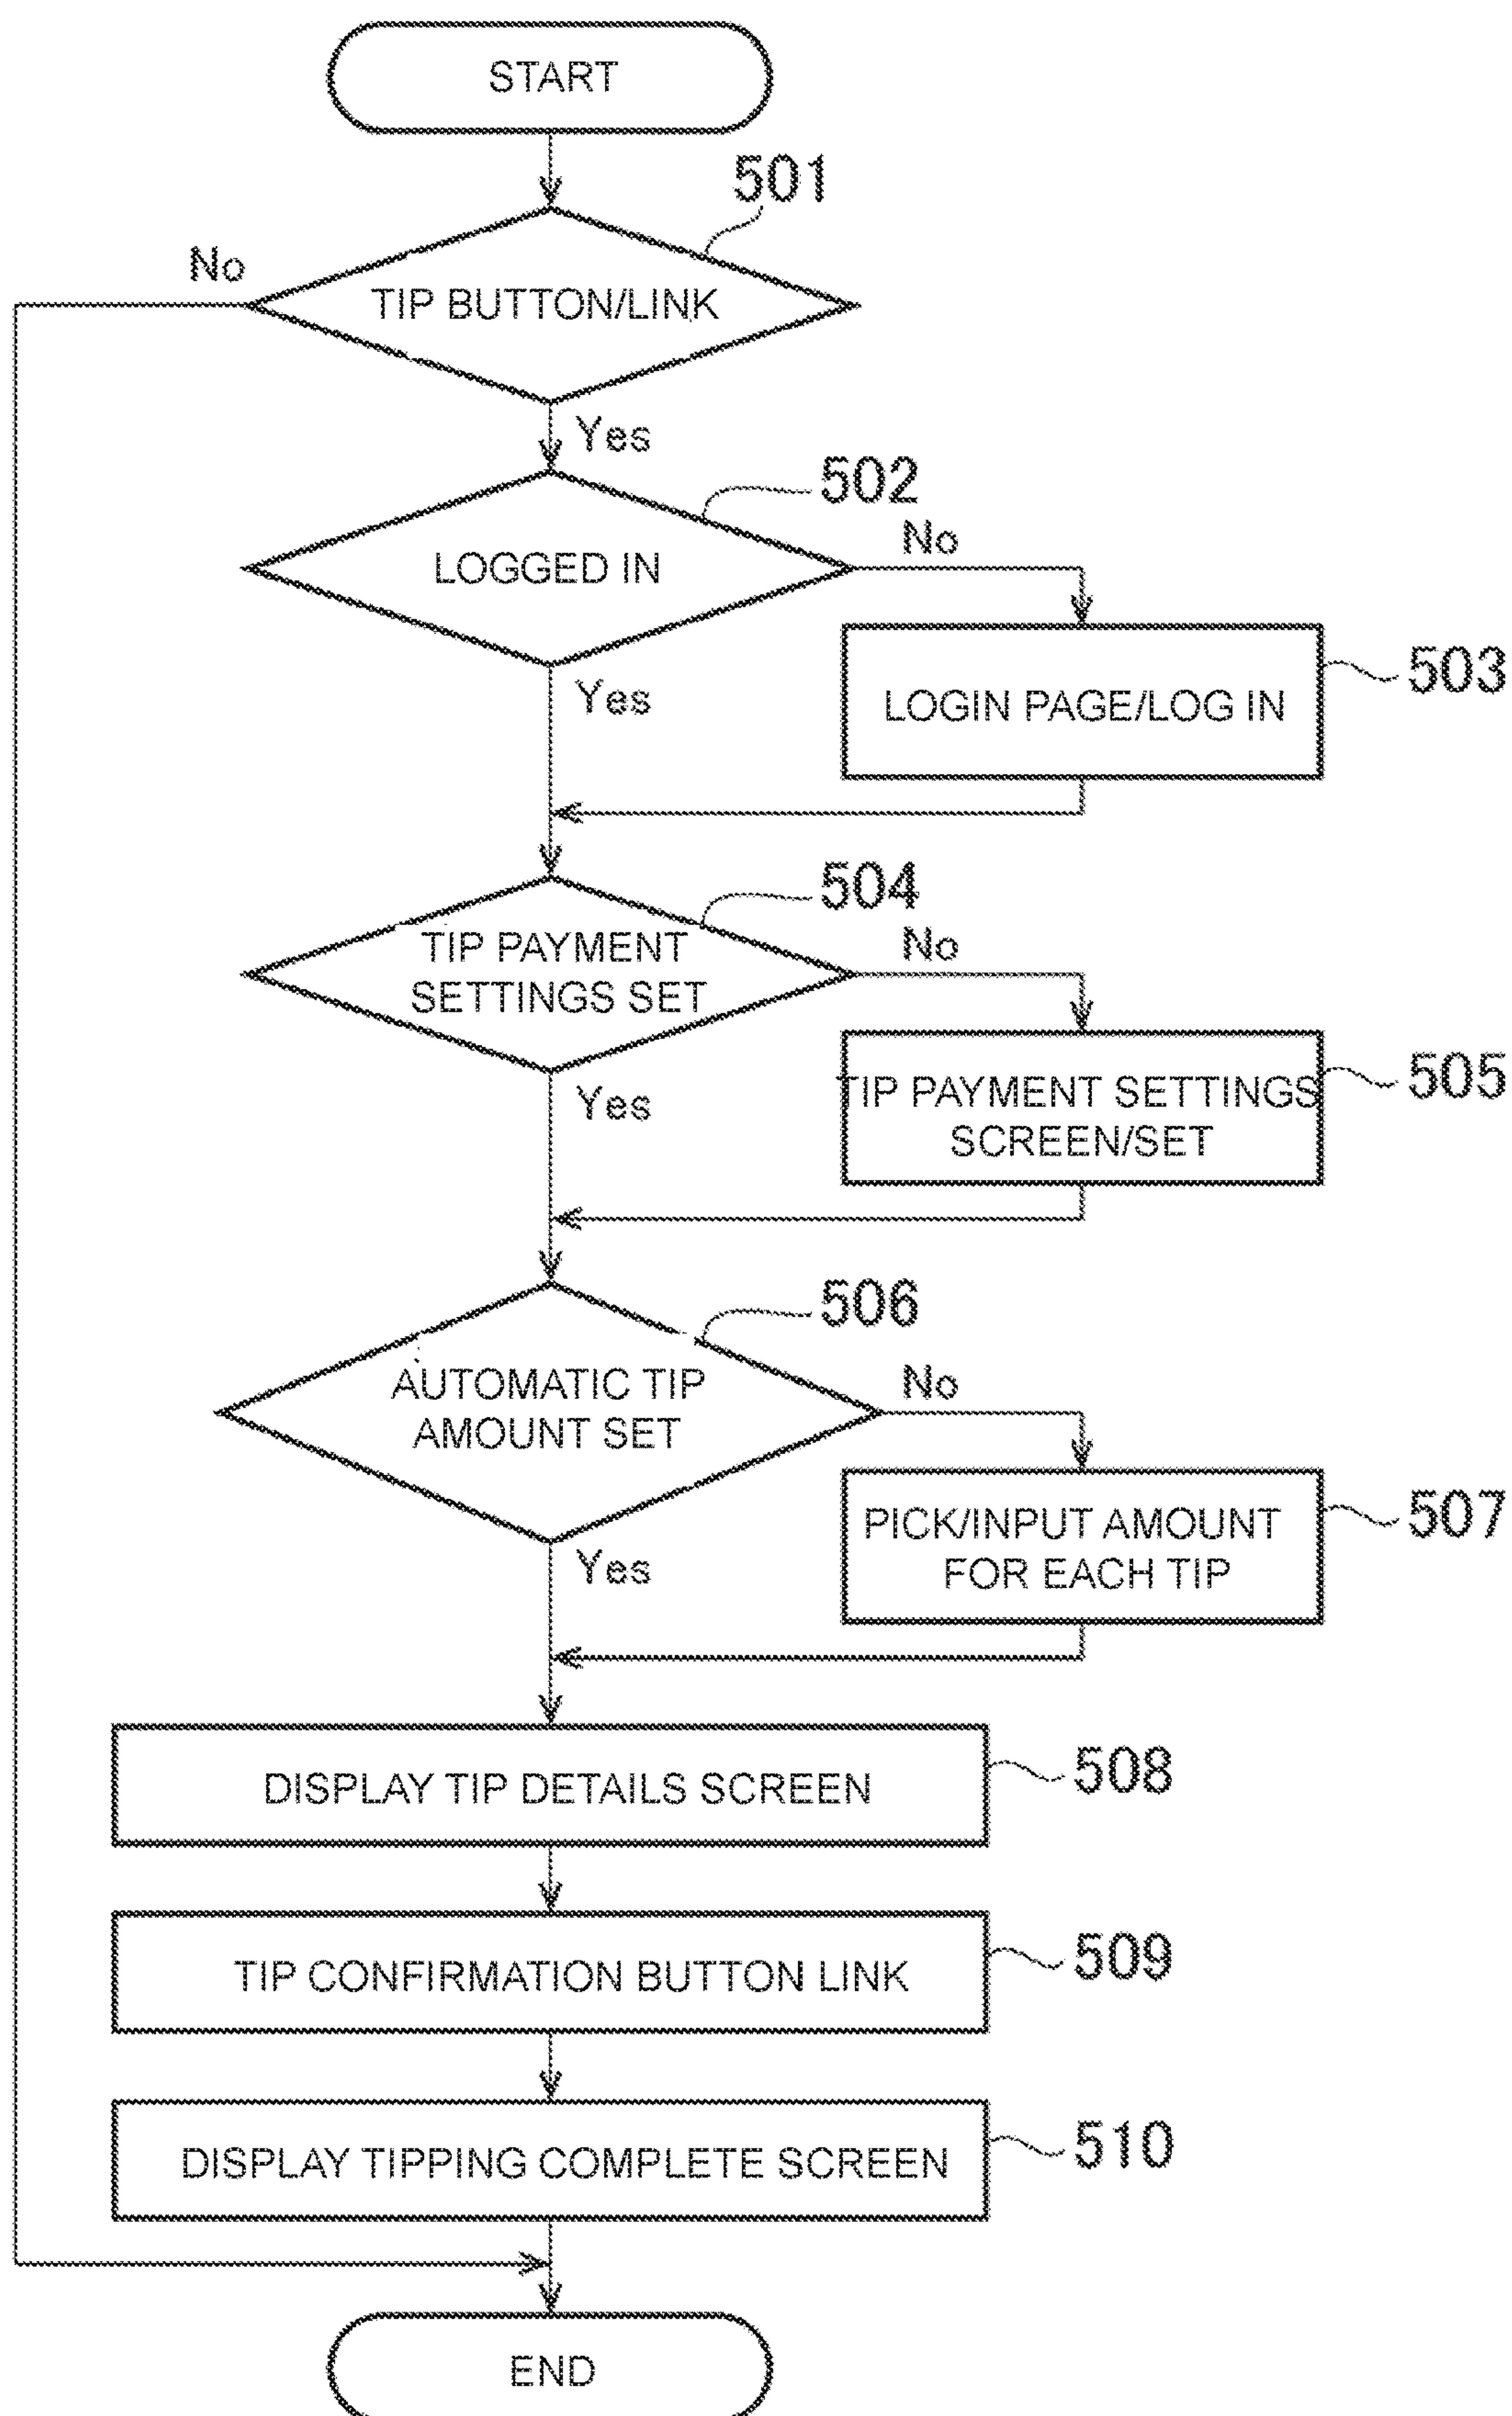 START
501
No
TIP BUTTON/LINK
Yes
502
No
LOGGED IN
503
LOGIN PAGE/LOG IN
Yes
504
No
TIP PAYMENT
SETTINGS SET
505
TIP PAYMENT SETTINGS
SCREEN/SET
Yes
506
No
AUTOMATIC TIP
AMOUNT SET
507
PICK/INPUT AMOUNT
FOR EACH TIP
Yes
508
DISPLAY TIP DETAILS SCREEN
509
TIP CONFIRMATION BUTTON LINK
510
DISPLAY TIPPING COMPLETE SCREEN
END